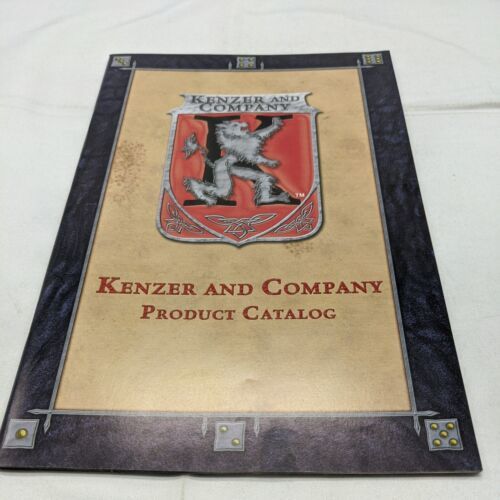 KENZER AND
COMPANY
K
TM
KENZER AND COMPANY
PRODUCT CATALOG